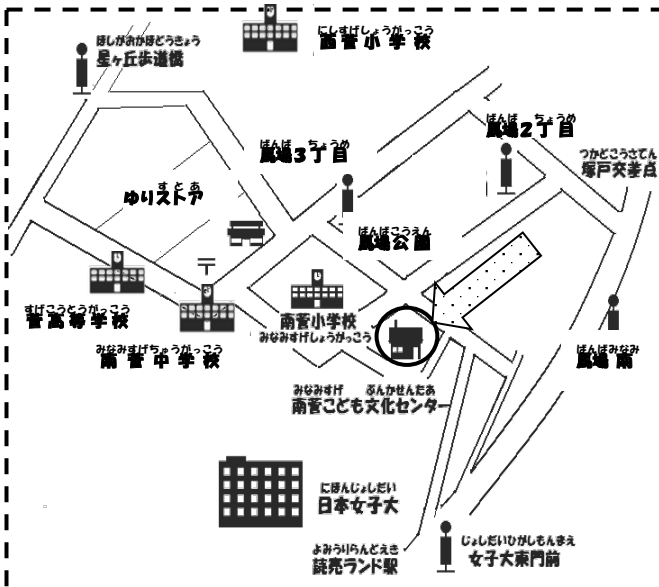 にしすげしょうがっこう
西菅小学校
ほしがおかほどうきょう
星ヶ丘歩道橋
ばんば ちょうめ
馬場2丁目
ばんば ちょうめ
馬場3丁目
つかどこうさてん
塚戸交差点
すとあ
ゆりストア
ばんばこうえん
馬場公園
〒
すげこうとうがっこう
菅高等学校
南菅小学校
みなみすげしょうがっこう
みなみすげちゅうがっこう
南菅中学校
ばんばみなみ
馬場南
みなみすげ ぶんかせんたあ
南菅こども文化センター
にほんじょしだい
日本女子大
じょしだいひがしもんまえ
女子大東門前
よみうりらんどえき
読売ランド駅